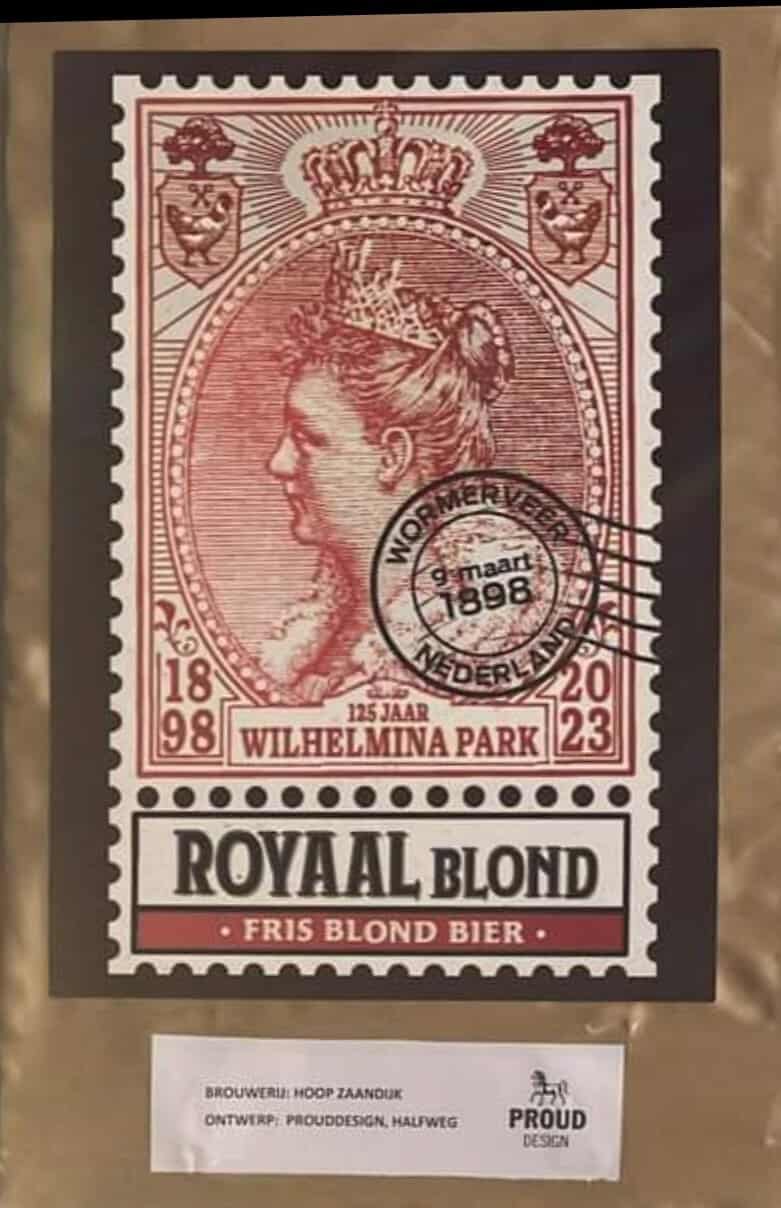 WORMERVEER
9 maart
1898
NEDERLAND
18
98
125 JAAR
WILHELMINA PARK
20
23
ROYAAL BLOND
· FRIS BLOND BIER ·
BROUWERIJ: HOOP ZAANDIJK
ONTWERP: PROUDDESIGN, HALFWEG
PROUD
DESIGN